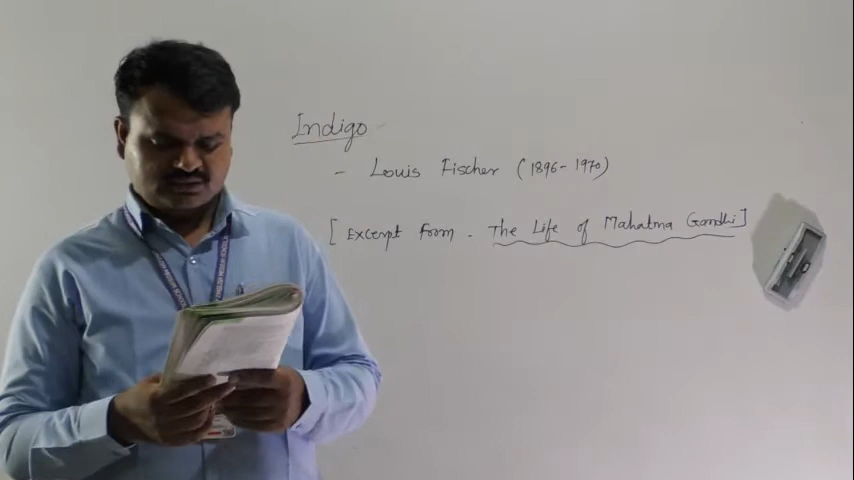 Indigo
- Louis Fischer (1896-1970)
[Excerpt form - The Life of Mahatma Gandhi]